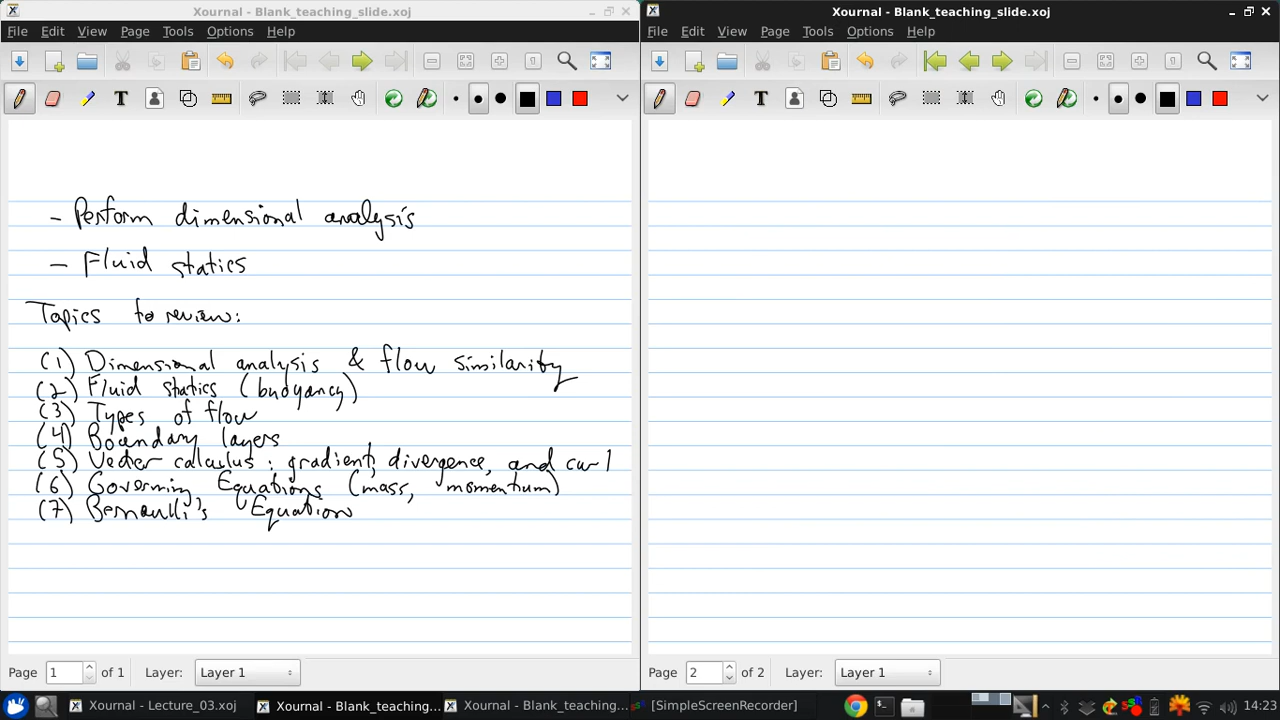 Xournal - Blank_teaching_slide.xoj
File Edit View Page Tools Options Help
- Perform dimensional analysis
- Fluid statics
Topics to review:
(1) Dimensional analysis & flow similarity
(2) Fluid statics (buoyancy)
(3) Types of flow
(4) Boundary layers
(5) Vector calculus: gradient, divergence, and curl
(6) Governing Equations (mass, momentum)
(7) Bernoulli's Equation
Page 1 of 1 Layer: Layer 1
Xournal - Blank_teaching_slide.xoj
File Edit View Page Tools Options Help
Page 2 of 2 Layer: Layer 1
Xournal - Lecture_03.xoj Xournal - Blank_teaching... Xournal - Blank_teaching... [SimpleScreenRecorder] 14:23